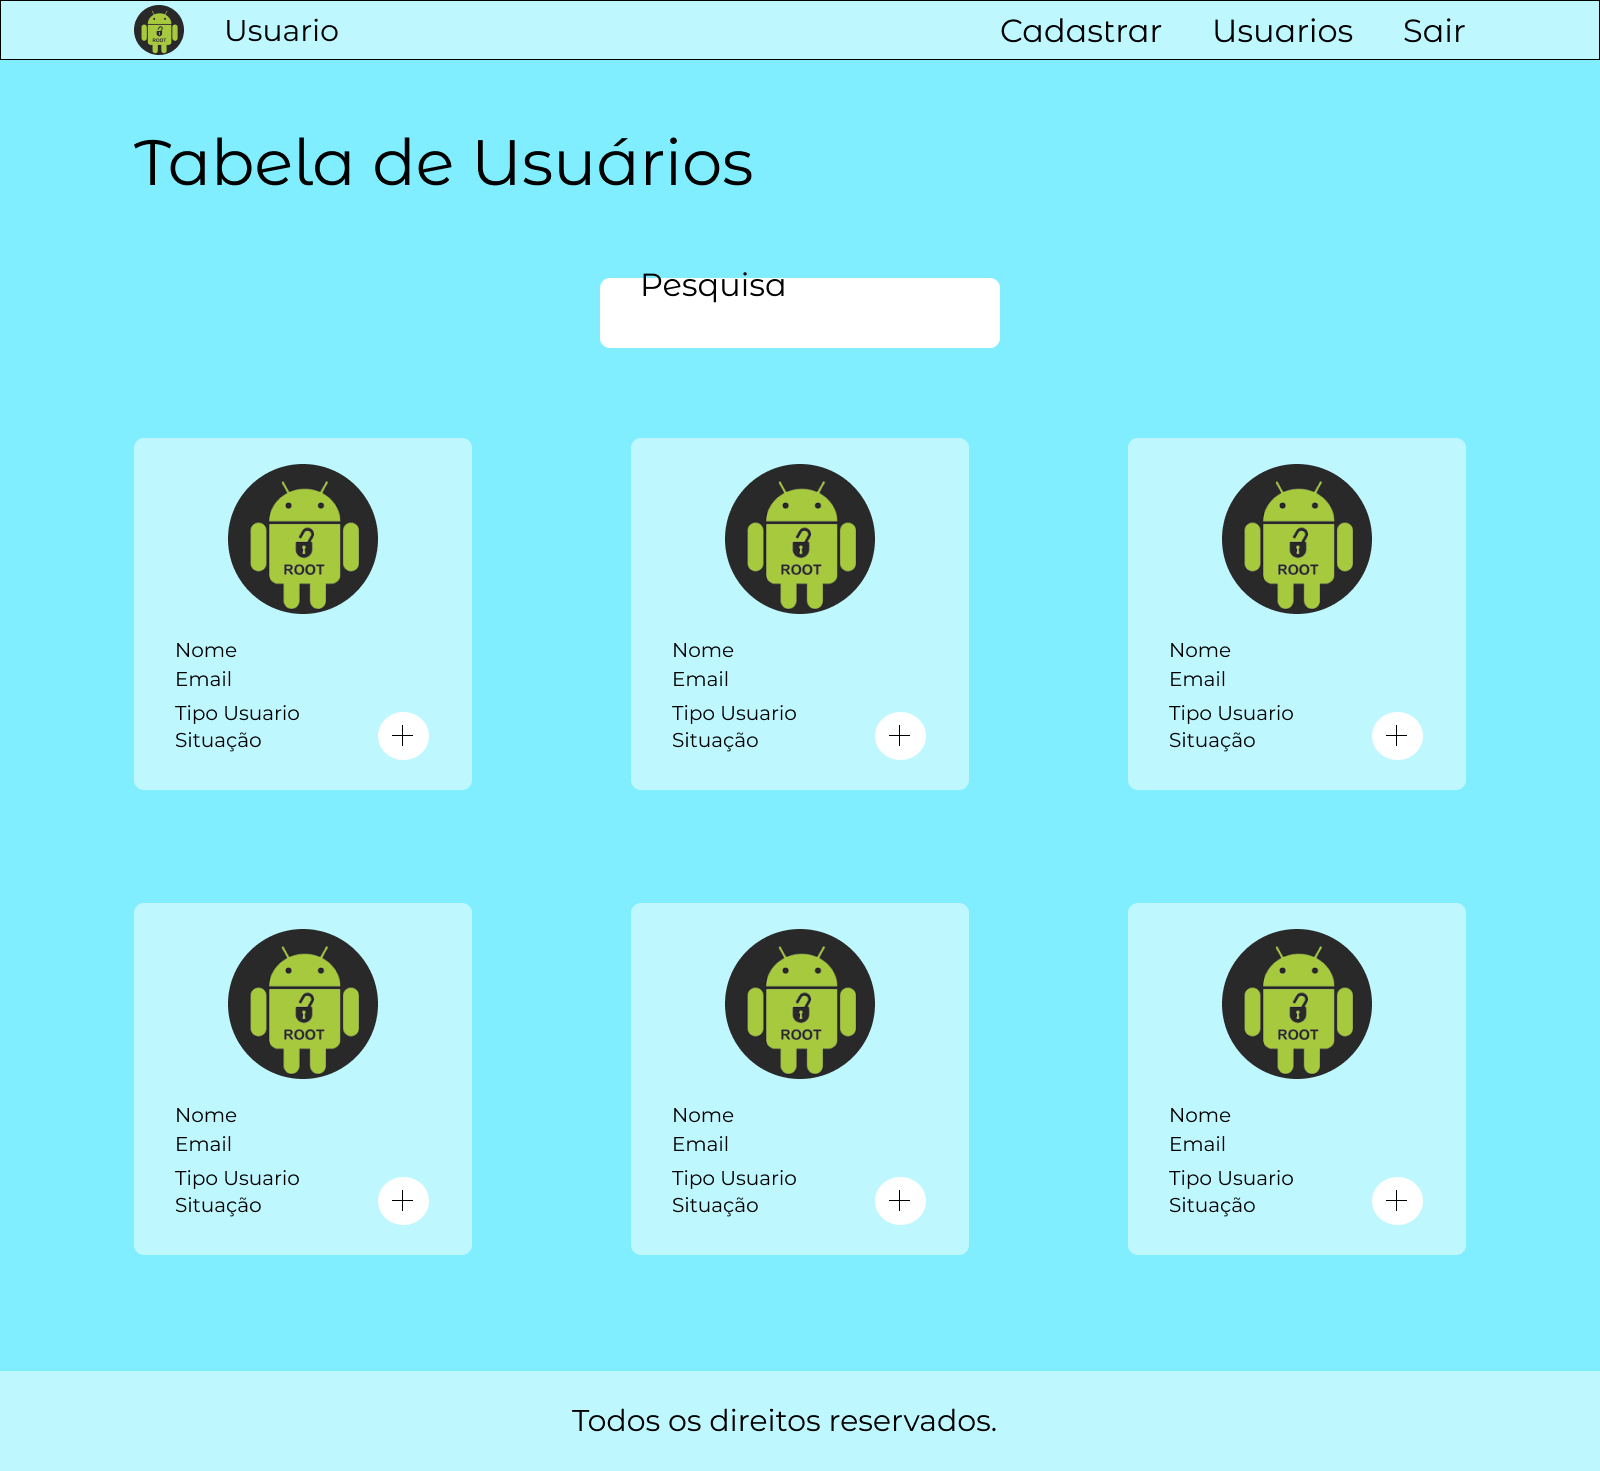 Usuario Cadastrar Usuarios Sair
Tabela de Usuários
Pesquisa
ROOT
Nome
Email
Tipo Usuario
Situação
ROOT
Nome
Email
Tipo Usuario
Situação
ROOT
Nome
Email
Tipo Usuario
Situação
ROOT
Nome
Email
Tipo Usuario
Situação
ROOT
Nome
Email
Tipo Usuario
Situação
ROOT
Nome
Email
Tipo Usuario
Situação
Todos os direitos reservados.